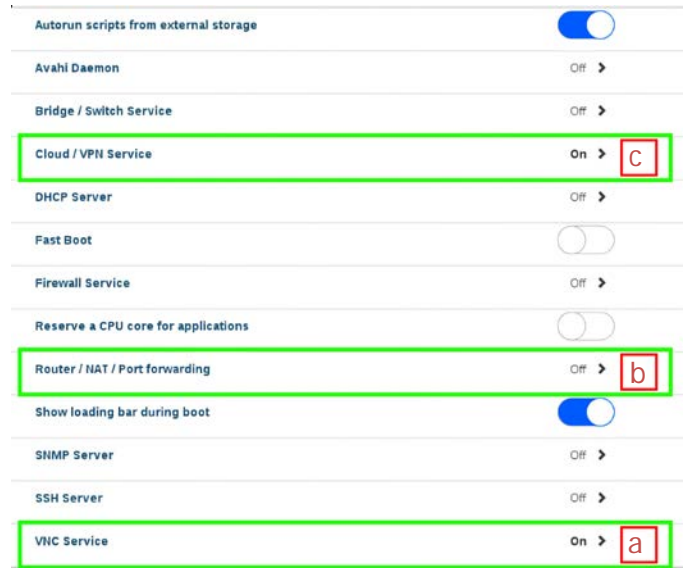 Autorun scripts from external storage
Avahi Daemon Off
Bridge / Switch Service Off
Cloud / VPN Service On c
DHCP Server Off
Fast Boot
Firewall Service Off
Reserve a CPU core for applications
Router / NAT / Port forwarding Off b
Show loading bar during boot
SNMP Server Off
SSH Server Off
VNC Service On a